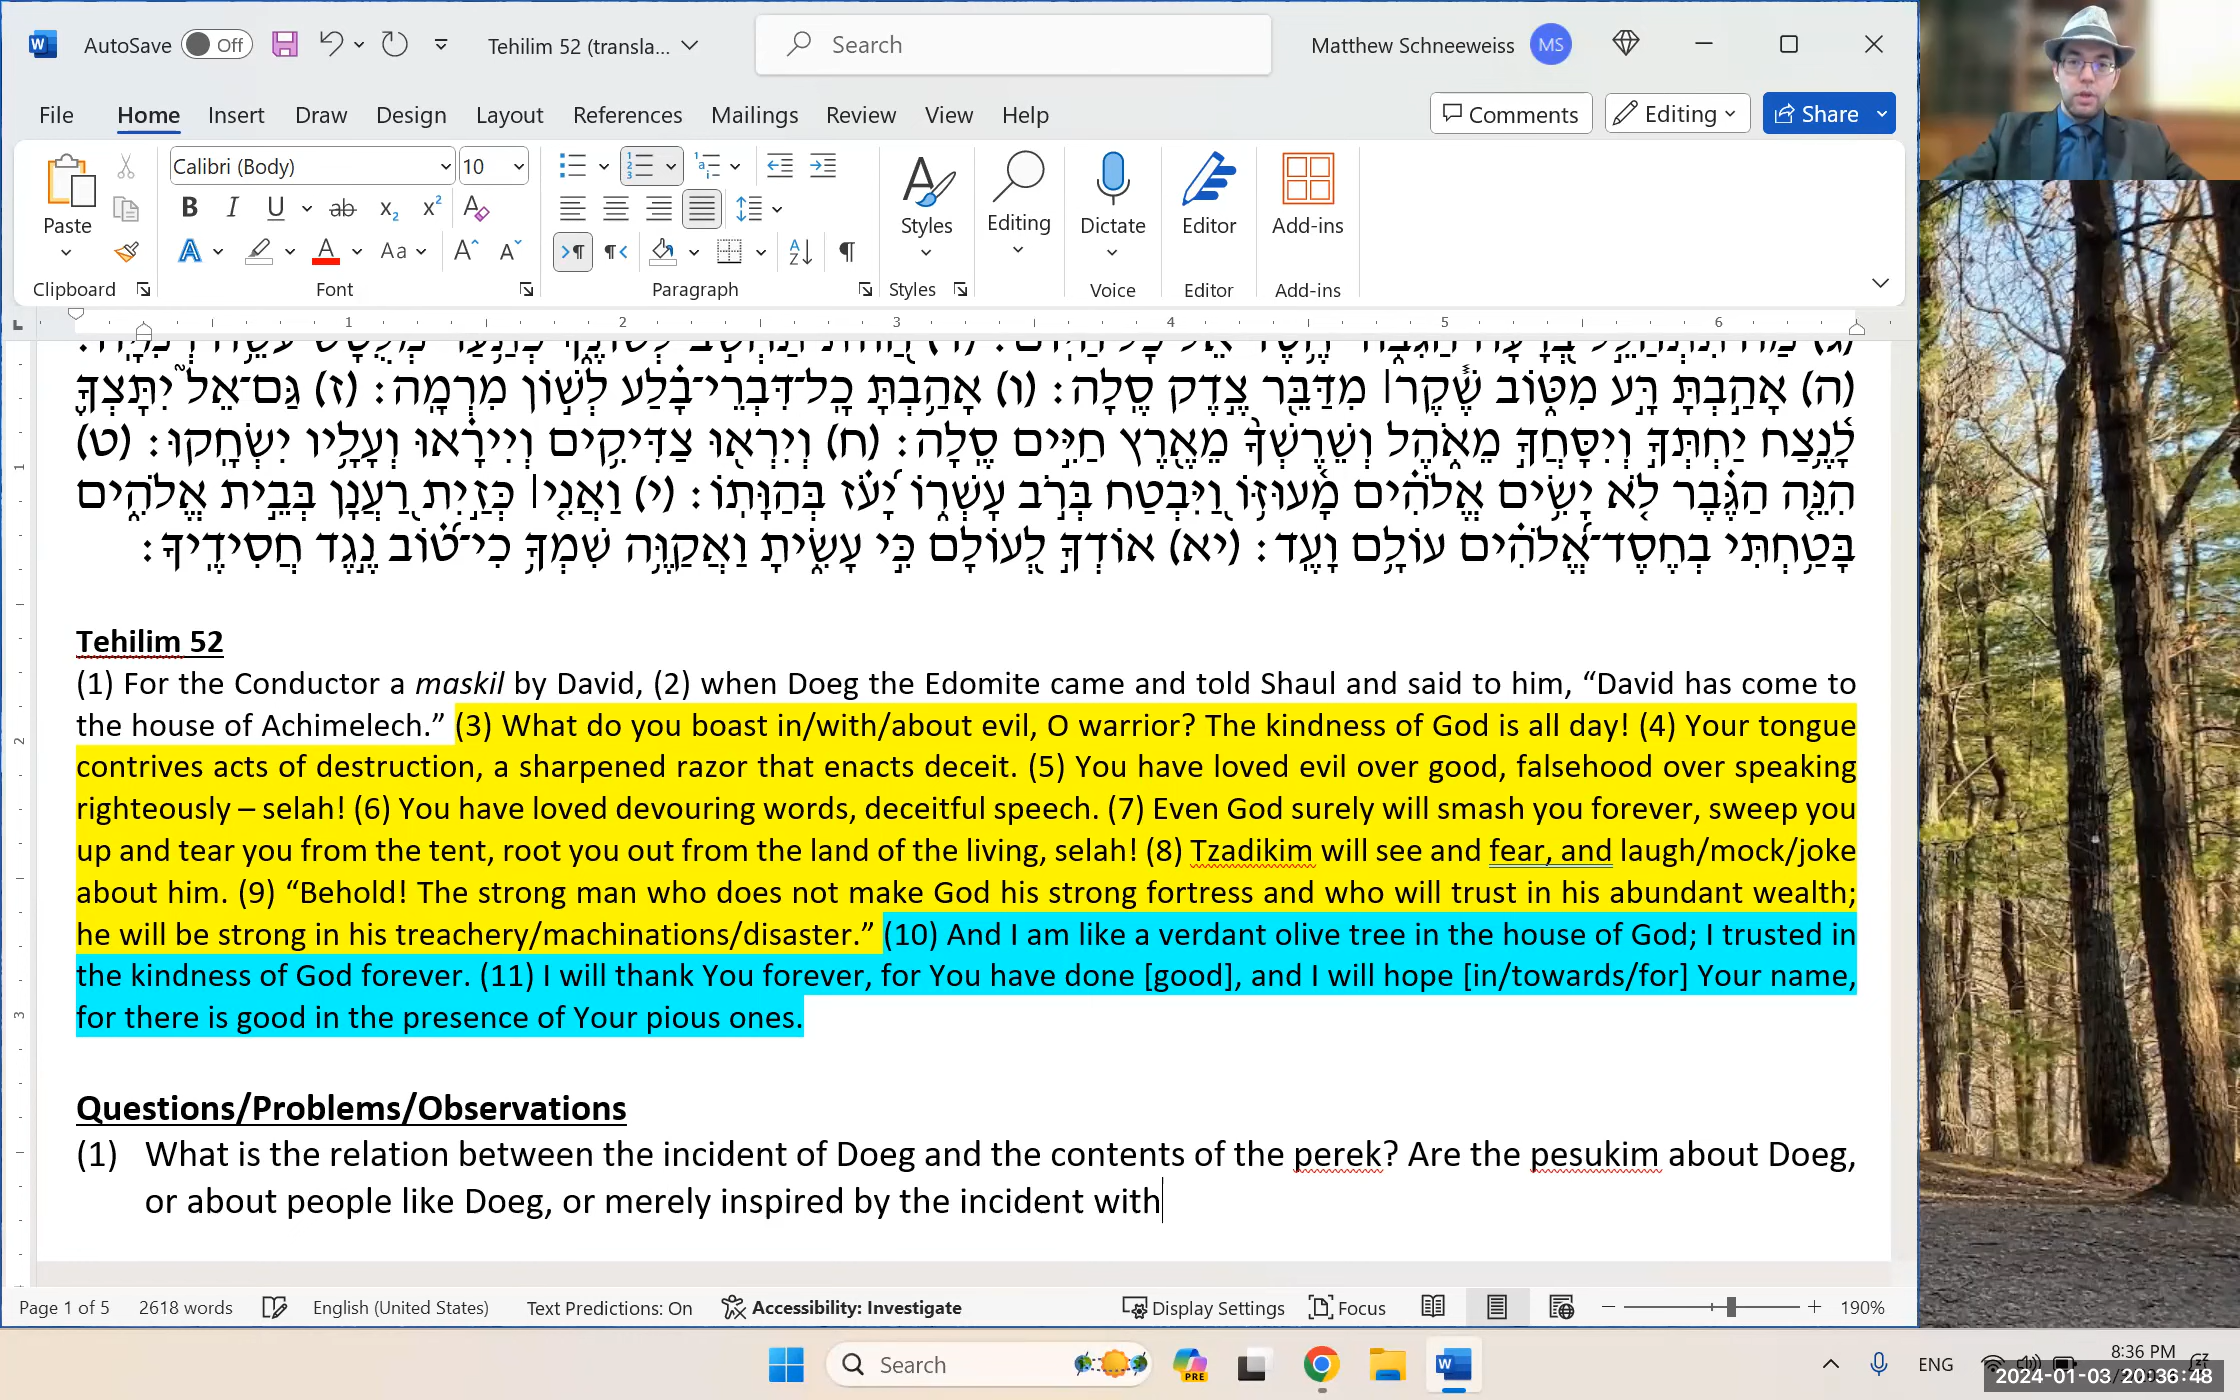 AutoSave Off Tehilim 52 (transla... Search Matthew Schneeweiss MS
File Home Insert Draw Design Layout References Mailings Review View Help Comments Editing Share
Calibri (Body) 10
Paste Styles Editing Dictate Editor Add-ins
Clipboard Font Paragraph Styles Voice Editor Add-ins
1 2 3 4 5 6
(ה) אָהַבְתָּ רָּע מִטּוֹב שֶׁקֶר׀ מִדַּבֵּר צֶדֶק סֶלָה׃ (ו) אָהַבְתָּ כׇל־דִּבְרֵי־בָלַע לְשׁוֹן מִרְמָה׃ (ז) גַּם־אֵל יִתׇּצְךָ
לָנֶצַח יַחְתְּךָ וְיִסָּחֲךָ מֵאֹהֶל וְשֵׁרֶשְׁךָ מֵאֶרֶץ חַיִּים סֶלָה׃ (ח) וְיִרְאוּ צַדִּיקִים וְיִירָאוּ וְעָלָיו יִשְׂחָקוּ׃ (ט)
הִנֵּה הַגֶּבֶר לֹא יָשִׂים אֱלֹהִים מָעוּזּוֹ וַיִּבְטַח בְּרֹב עׇשְׁרוֹ יָעֹז בְּהַוָּתוֹ׃ (י) וַאֲנִי׀ כְּזַיִת רַעֲנָן בְּבֵית אֱלֹהִים
בָּטַחְתִּי בְחֶסֶד־אֱלֹהִים עוֹלָם וָעֶד׃ (יא) אוֹדְךָ לְעוֹלָם כִּי עָשִׂיתָ וַאֲקַוֶּה שִׁמְךָ כִי־טוֹב נֶגֶד חֲסִידֶיךָ׃
Tehilim 52
(1) For the Conductor a maskil by David, (2) when Doeg the Edomite came and told Shaul and said to him, “David has come to
the house of Achimelech.” (3) What do you boast in/with/about evil, O warrior? The kindness of God is all day! (4) Your tongue
contrives acts of destruction, a sharpened razor that enacts deceit. (5) You have loved evil over good, falsehood over speaking
righteously – selah! (6) You have loved devouring words, deceitful speech. (7) Even God surely will smash you forever, sweep you
up and tear you from the tent, root you out from the land of the living, selah! (8) Tzadikim will see and fear, and laugh/mock/joke
about him. (9) “Behold! The strong man who does not make God his strong fortress and who will trust in his abundant wealth;
he will be strong in his treachery/machinations/disaster.” (10) And I am like a verdant olive tree in the house of God; I trusted in
the kindness of God forever. (11) I will thank You forever, for You have done [good], and I will hope [in/towards/for] Your name,
for there is good in the presence of Your pious ones.
Questions/Problems/Observations
(1) What is the relation between the incident of Doeg and the contents of the perek? Are the pesukim about Doeg,
or about people like Doeg, or merely inspired by the incident with
Page 1 of 5 2618 words English (United States) Text Predictions: On Accessibility: Investigate Display Settings Focus 190%
Search PRE ENG 8:36 PM
2024-01-03 20:36:48